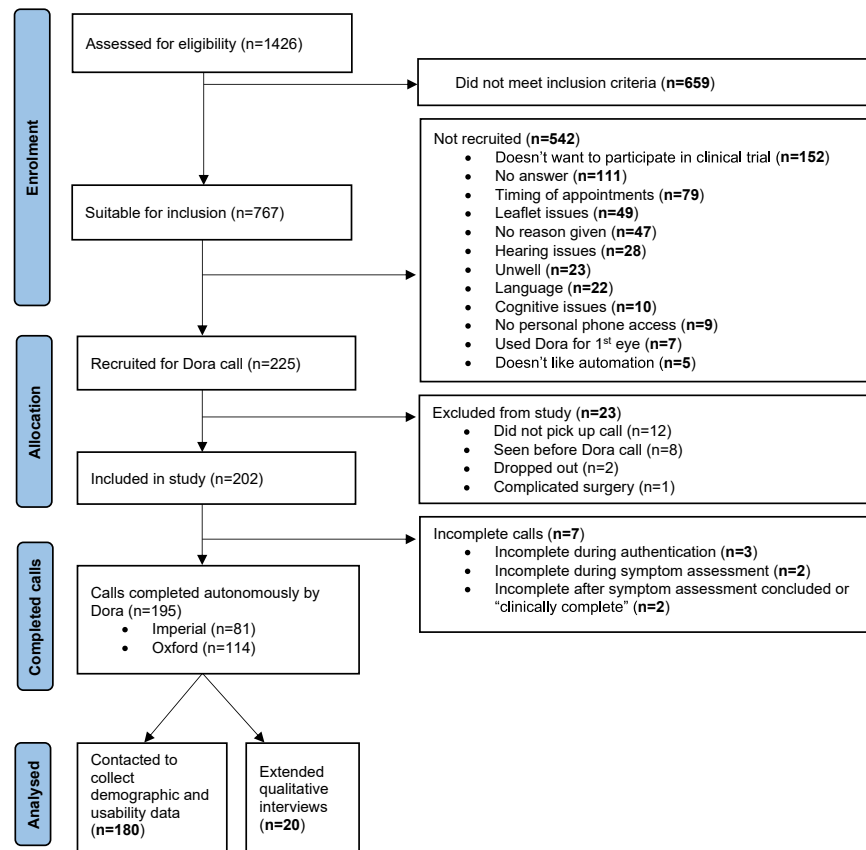 Enrolment
Assessed for eligibility (n=1426)
Did not meet inclusion criteria (n=659)
Suitable for inclusion (n=767)
Not recruited (n=542)
• Doesn't want to participate in clinical trial (n=152)
• No answer (n=111)
• Timing of appointments (n=79)
• Leaflet issues (n=49)
• No reason given (n=47)
• Hearing issues (n=28)
• Unwell (n=23)
• Language (n=22)
• Cognitive issues (n=10)
• No personal phone access (n=9)
• Used Dora for 1st eye (n=7)
• Doesn't like automation (n=5)
Allocation
Recruited for Dora call (n=225)
Excluded from study (n=23)
• Did not pick up call (n=12)
• Seen before Dora call (n=8)
• Dropped out (n=2)
• Complicated surgery (n=1)
Included in study (n=202)
Incomplete calls (n=7)
• Incomplete during authentication (n=3)
• Incomplete during symptom assessment (n=2)
• Incomplete after symptom assessment concluded or
"clinically complete" (n=2)
Completed calls
Calls completed autonomously by
Dora (n=195)
• Imperial (n=81)
• Oxford (n=114)
Analysed
Contacted to
collect
demographic and
usability data
(n=180)
Extended
qualitative
interviews
(n=20)